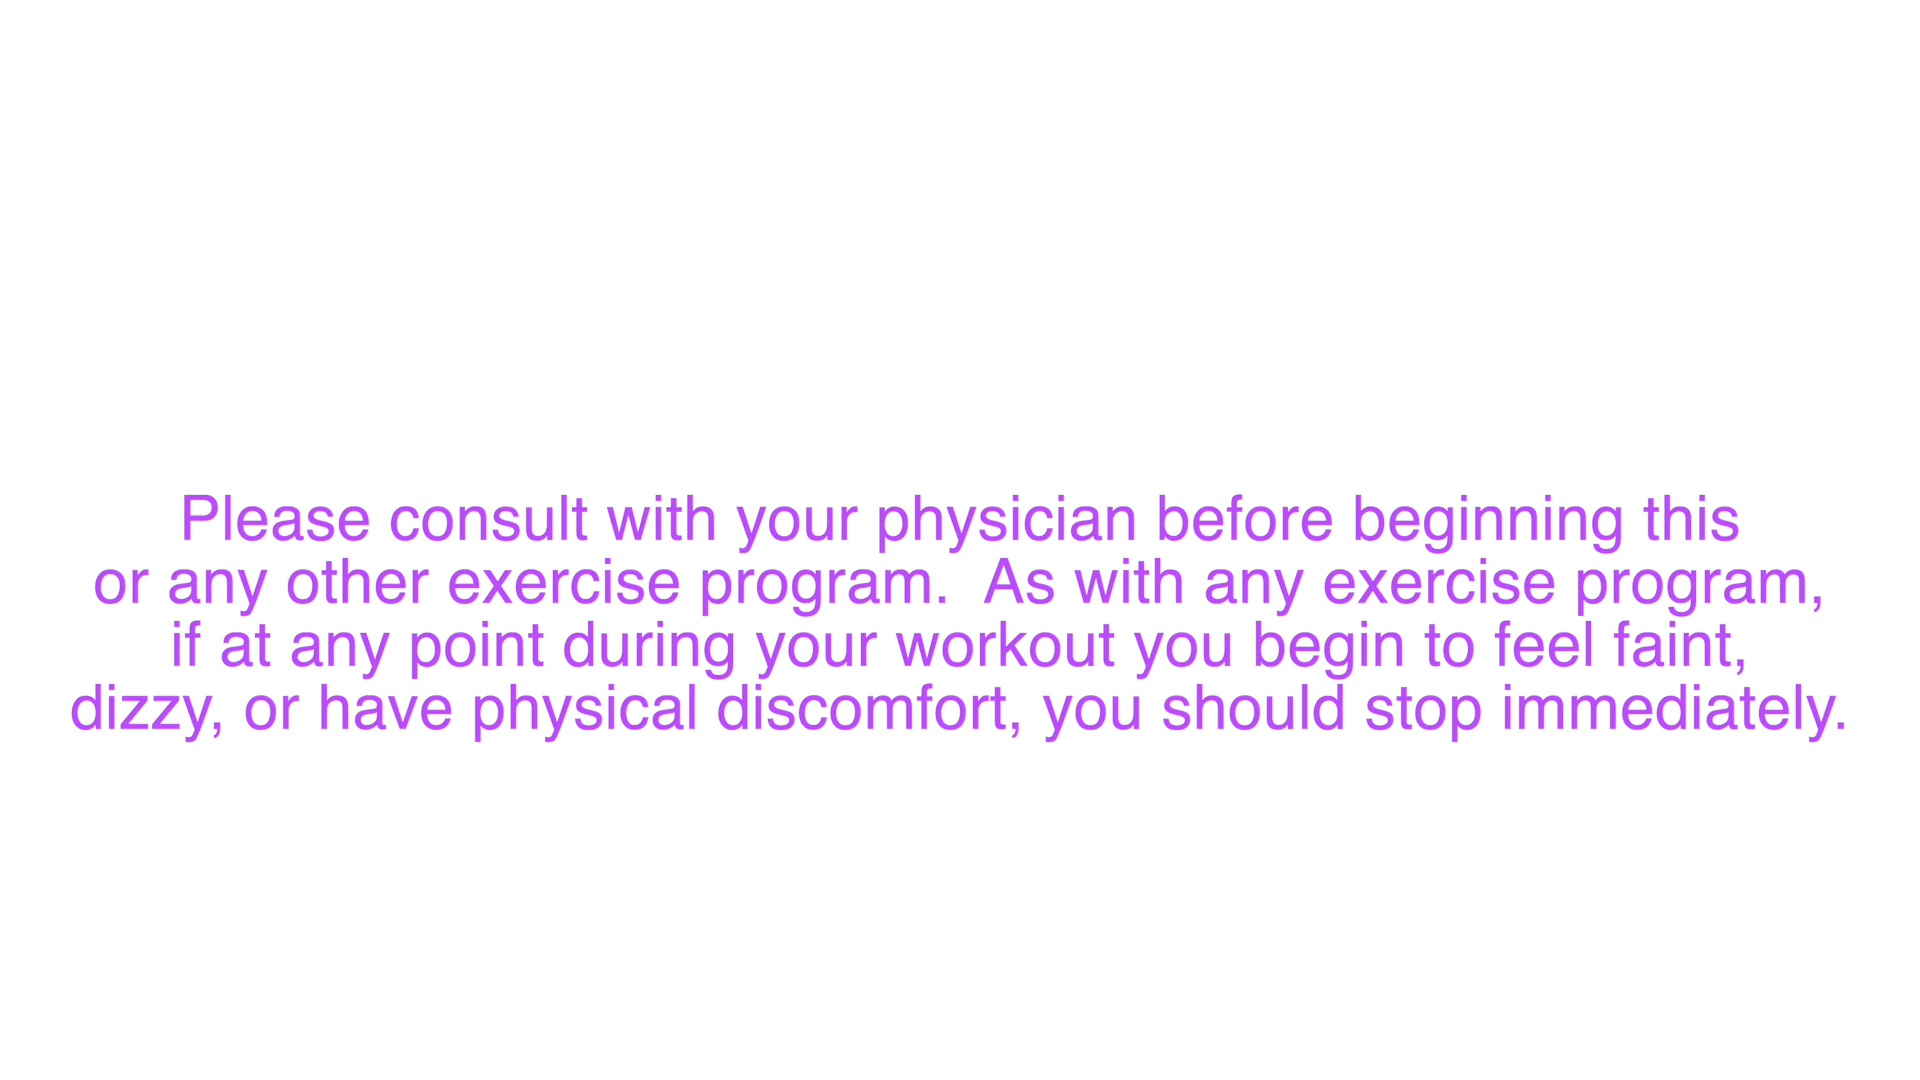 Please consult with your physician before beginning this
or any other exercise program.  As with any exercise program,
if at any point during your workout you begin to feel faint,
dizzy, or have physical discomfort, you should stop immediately.